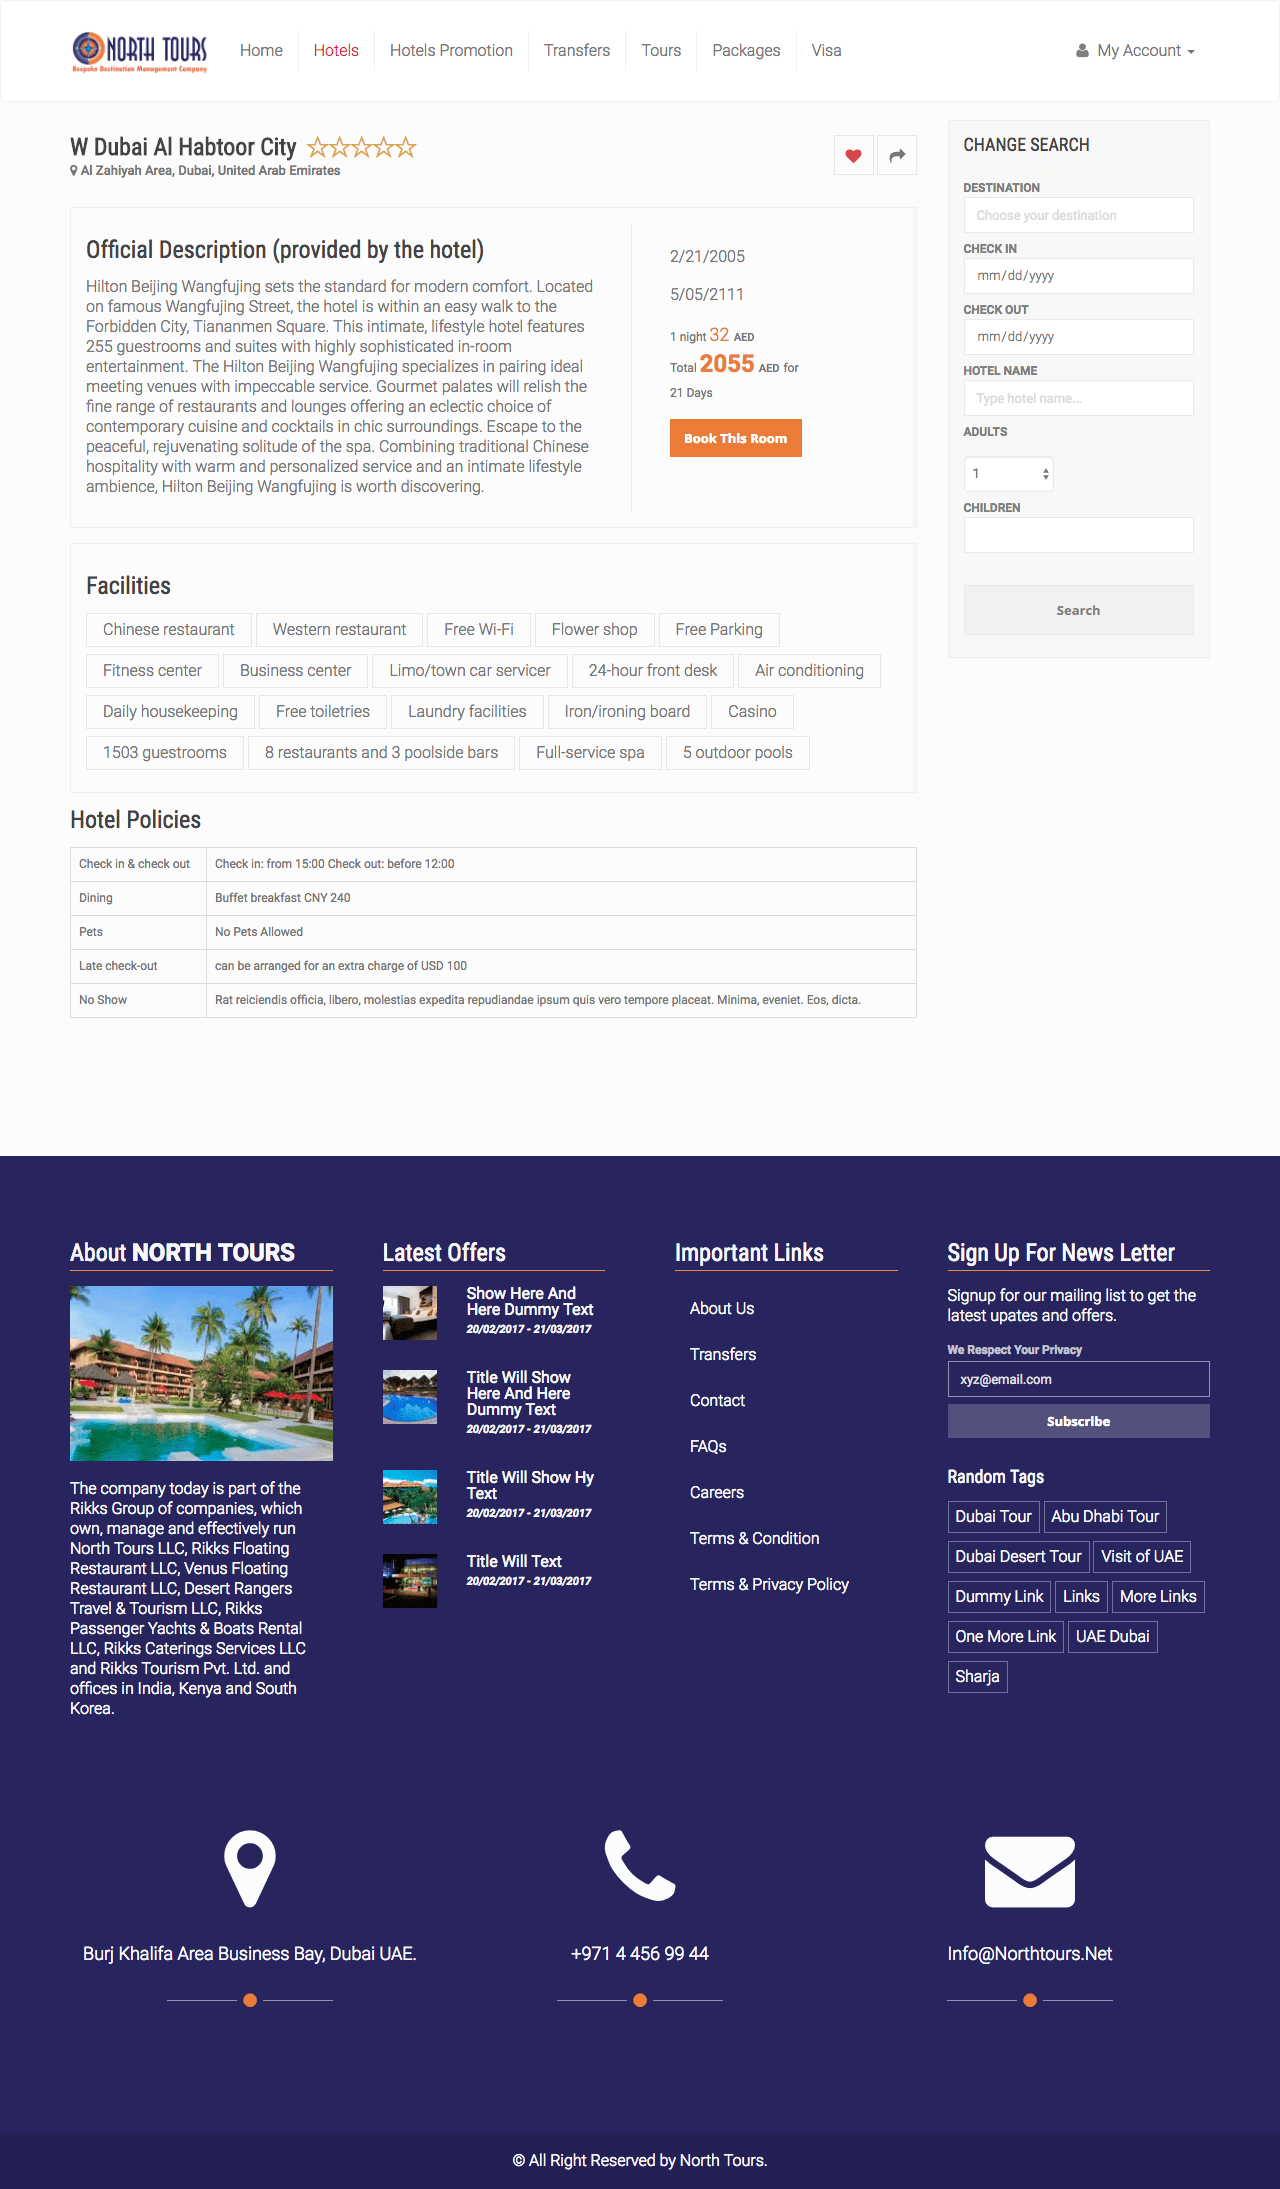 NORTH TOURS
Bespoke Destination Management Company
Home
Hotels
Hotels Promotion
Transfers
Tours
Packages
Visa
My Account
W Dubai Al Habtoor City
Al Zahiyah Area, Dubai, United Arab Emirates
Official Description (provided by the hotel)
Hilton Beijing Wangfujing sets the standard for modern comfort. Located
on famous Wangfujing Street, the hotel is within an easy walk to the
Forbidden City, Tiananmen Square. This intimate, lifestyle hotel features
255 guestrooms and suites with highly sophisticated in-room
entertainment. The Hilton Beijing Wangfujing specializes in pairing ideal
meeting venues with impeccable service. Gourmet palates will relish the
fine range of restaurants and lounges offering an eclectic choice of
contemporary cuisine and cocktails in chic surroundings. Escape to the
peaceful, rejuvenating solitude of the spa. Combining traditional Chinese
hospitality with warm and personalized service and an intimate lifestyle
ambience, Hilton Beijing Wangfujing is worth discovering.
2/21/2005
5/05/2111
1 night 32 AED
Total 2055 AED for
21 Days
Book This Room
CHANGE SEARCH
DESTINATION
Choose your destination
CHECK IN
mm/dd/yyyy
CHECK OUT
mm/dd/yyyy
HOTEL NAME
Type hotel name...
ADULTS
1
CHILDREN
Search
Facilities
Chinese restaurant
Western restaurant
Free Wi-Fi
Flower shop
Free Parking
Fitness center
Business center
Limo/town car servicer
24-hour front desk
Air conditioning
Daily housekeeping
Free toiletries
Laundry facilities
Iron/ironing board
Casino
1503 guestrooms
8 restaurants and 3 poolside bars
Full-service spa
5 outdoor pools
Hotel Policies
Check in & check out
Check in: from 15:00 Check out: before 12:00
Dining
Buffet breakfast CNY 240
Pets
No Pets Allowed
Late check-out
can be arranged for an extra charge of USD 100
No Show
Rat reiciendis officia, libero, molestias expedita repudiandae ipsum quis vero tempore placeat. Minima, eveniet. Eos, dicta.
About NORTH TOURS
The company today is part of the
Rikks Group of companies, which
own, manage and effectively run
North Tours LLC, Rikks Floating
Restaurant LLC, Venus Floating
Restaurant LLC, Desert Rangers
Travel & Tourism LLC, Rikks
Passenger Yachts & Boats Rental
LLC, Rikks Caterings Services LLC
and Rikks Tourism Pvt. Ltd. and
offices in India, Kenya and South
Korea.
Latest Offers
Show Here And
Here Dummy Text
20/02/2017 - 21/03/2017
Title Will Show
Here And Here
Dummy Text
20/02/2017 - 21/03/2017
Title Will Show Hy
Text
20/02/2017 - 21/03/2017
Title Will Text
20/02/2017 - 21/03/2017
Important Links
About Us
Transfers
Contact
FAQs
Careers
Terms & Condition
Terms & Privacy Policy
Sign Up For News Letter
Signup for our mailing list to get the
latest upates and offers.
We Respect Your Privacy
xyz@email.com
Subscribe
Random Tags
Dubai Tour
Abu Dhabi Tour
Dubai Desert Tour
Visit of UAE
Dummy Link
Links
More Links
One More Link
UAE Dubai
Sharja
Burj Khalifa Area Business Bay, Dubai UAE.
+971 4 456 99 44
Info@Northtours.Net
© All Right Reserved by North Tours.